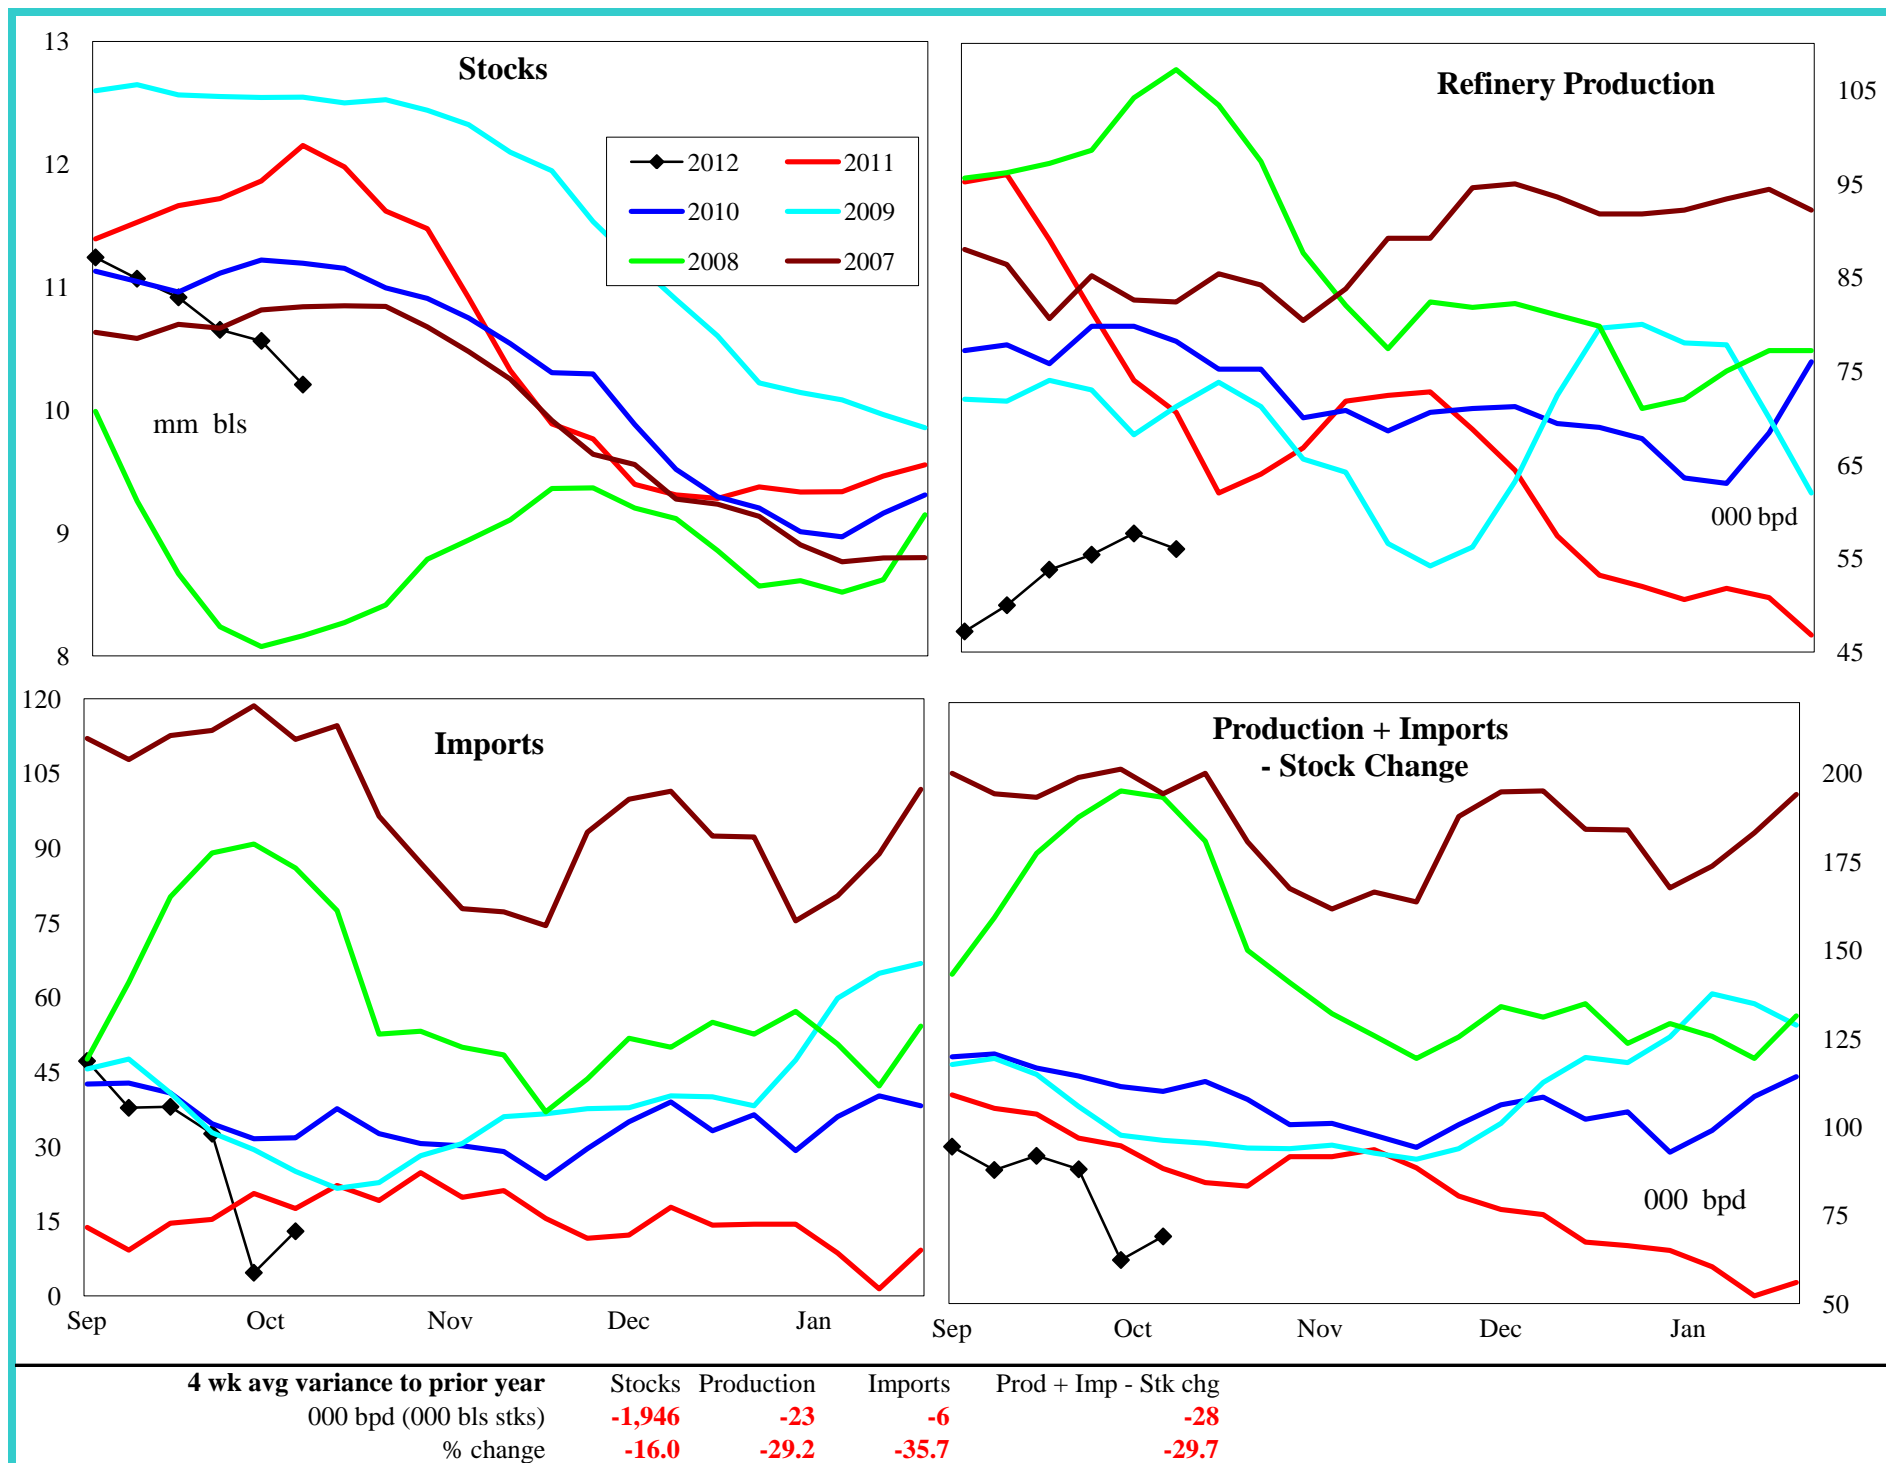 Stocks
13
12
11
10
9
8
mm bls
2012 2011
2010 2009
2008 2007
Refinery Production
105
95
85
75
65
55
45
000 bpd
Imports
120
105
90
75
60
45
30
15
0
Sep Oct Nov Dec Jan
Production + Imports
- Stock Change
200
175
150
125
100
75
50
000 bpd
Sep Oct Nov Dec Jan
4 wk avg variance to prior year Stocks Production Imports Prod + Imp - Stk chg
000 bpd (000 bls stks) -1,946 -23 -6 -28
% change -16.0 -29.2 -35.7 -29.7